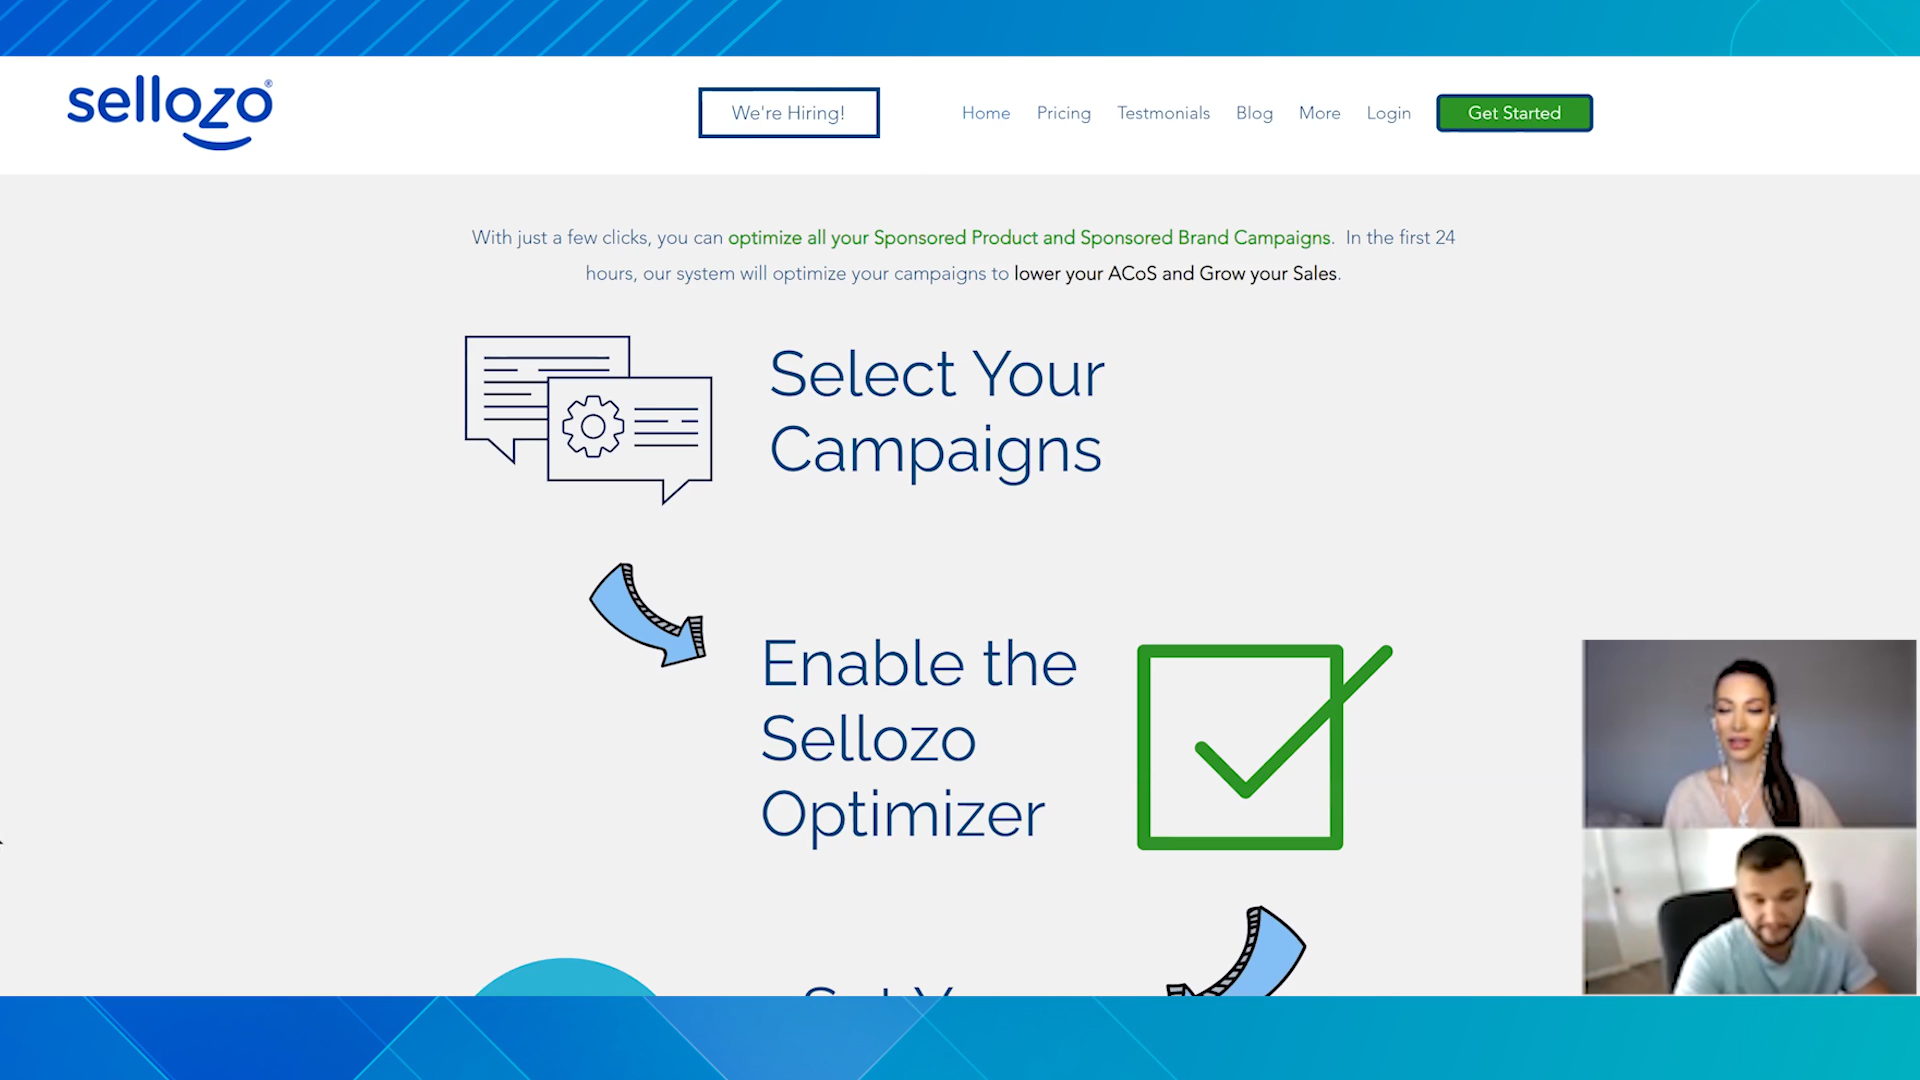 sellozo®
We're Hiring!
Home
Pricing
Testmonials
Blog
More
Login
Get Started
With just a few clicks, you can optimize all your Sponsored Product and Sponsored Brand Campaigns. In the first 24
hours, our system will optimize your campaigns to lower your ACoS and Grow your Sales.
Select Your
Campaigns
Enable the
Sellozo
Optimizer